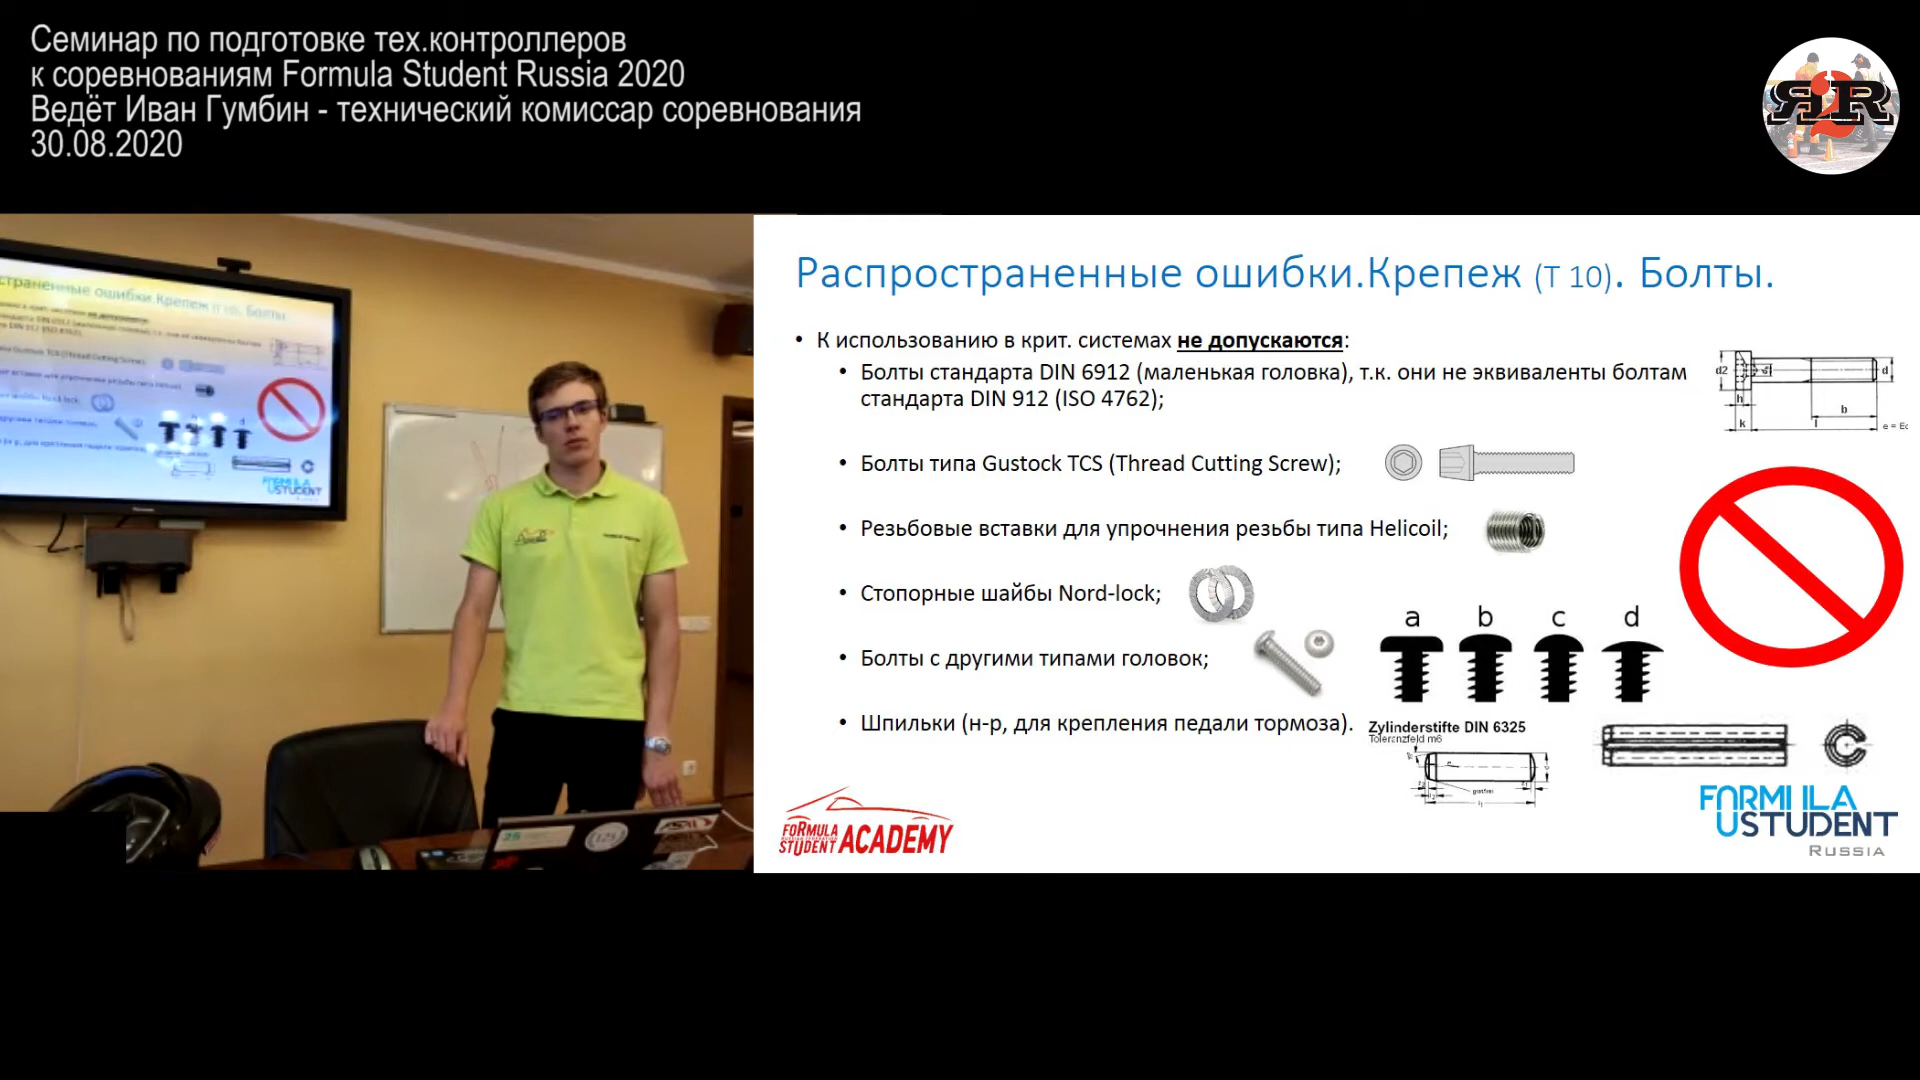 Семинар по подготовке тех.контроллеров
к соревнованиям Formula Student Russia 2020
Ведёт Иван Гумбин - технический комиссар соревнования
30.08.2020
Распространенные ошибки.Крепеж (T 10). Болты.
• К использованию в крит. системах не допускаются:
• Болты стандарта DIN 6912 (маленькая головка), т.к. они не эквиваленты болтам
стандарта DIN 912 (ISO 4762);
• Болты типа Gustock TCS (Thread Cutting Screw);
• Резьбовые вставки для упрочнения резьбы типа Helicoil;
• Стопорные шайбы Nord-lock;
• Болты с другими типами головок;
• Шпильки (н-р, для крепления педали тормоза).
d2
d
h
b
k
l
e = Ec
a b c d
Zylinderstifte DIN 6325
Toleranzfeld m6
FORMULA
STUDENT ACADEMY
FORMULA
STUDENT
RUSSIA